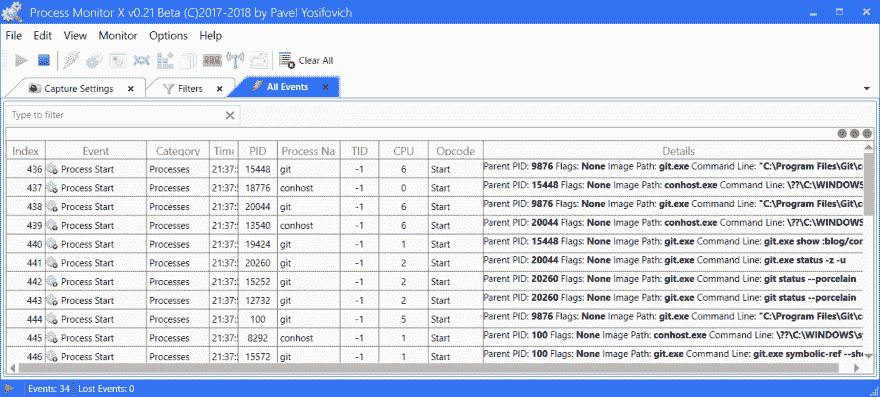 Process Monitor X v0.21 Beta (C)2017-2018 by Pavel Yosifovich
File Edit View Monitor Options Help
Clear All
Capture Settings Filters All Events
Type to filter
Index Event Category Time PID Process Na TID CPU Opcode Details
436 Process Start Processes 21:37: 15448 git -1 6 Start Parent PID: 9876 Flags: None Image Path: git.exe Command Line: "C:\Program Files\Git\c
437 Process Start Processes 21:37: 18776 conhost -1 0 Start Parent PID: 15448 Flags: None Image Path: conhost.exe Command Line: \??\C:\WINDOWS
438 Process Start Processes 21:37: 20044 git -1 6 Start Parent PID: 9876 Flags: None Image Path: git.exe Command Line: "C:\Program Files\Git\c
439 Process Start Processes 21:37: 13540 conhost -1 6 Start Parent PID: 20044 Flags: None Image Path: conhost.exe Command Line: \??\C:\WINDOWS
440 Process Start Processes 21:37: 19424 git -1 1 Start Parent PID: 15448 Flags: None Image Path: git.exe Command Line: git.exe show :blog/con
441 Process Start Processes 21:37: 20260 git -1 2 Start Parent PID: 20044 Flags: None Image Path: git.exe Command Line: git.exe status -z -u
442 Process Start Processes 21:37: 15252 git -1 2 Start Parent PID: 20260 Flags: None Image Path: git.exe Command Line: git status --porcelain
443 Process Start Processes 21:37: 12732 git -1 2 Start Parent PID: 20260 Flags: None Image Path: git.exe Command Line: git status --porcelain
444 Process Start Processes 21:37: 100 git -1 5 Start Parent PID: 9876 Flags: None Image Path: git.exe Command Line: "C:\Program Files\Git\c
445 Process Start Processes 21:37: 8292 conhost -1 1 Start Parent PID: 100 Flags: None Image Path: conhost.exe Command Line: \??\C:\WINDOWS\s
446 Process Start Processes 21:37: 15572 git -1 1 Start Parent PID: 100 Flags: None Image Path: git.exe Command Line: git.exe symbolic-ref --sh
Events: 34 Lost Events: 0